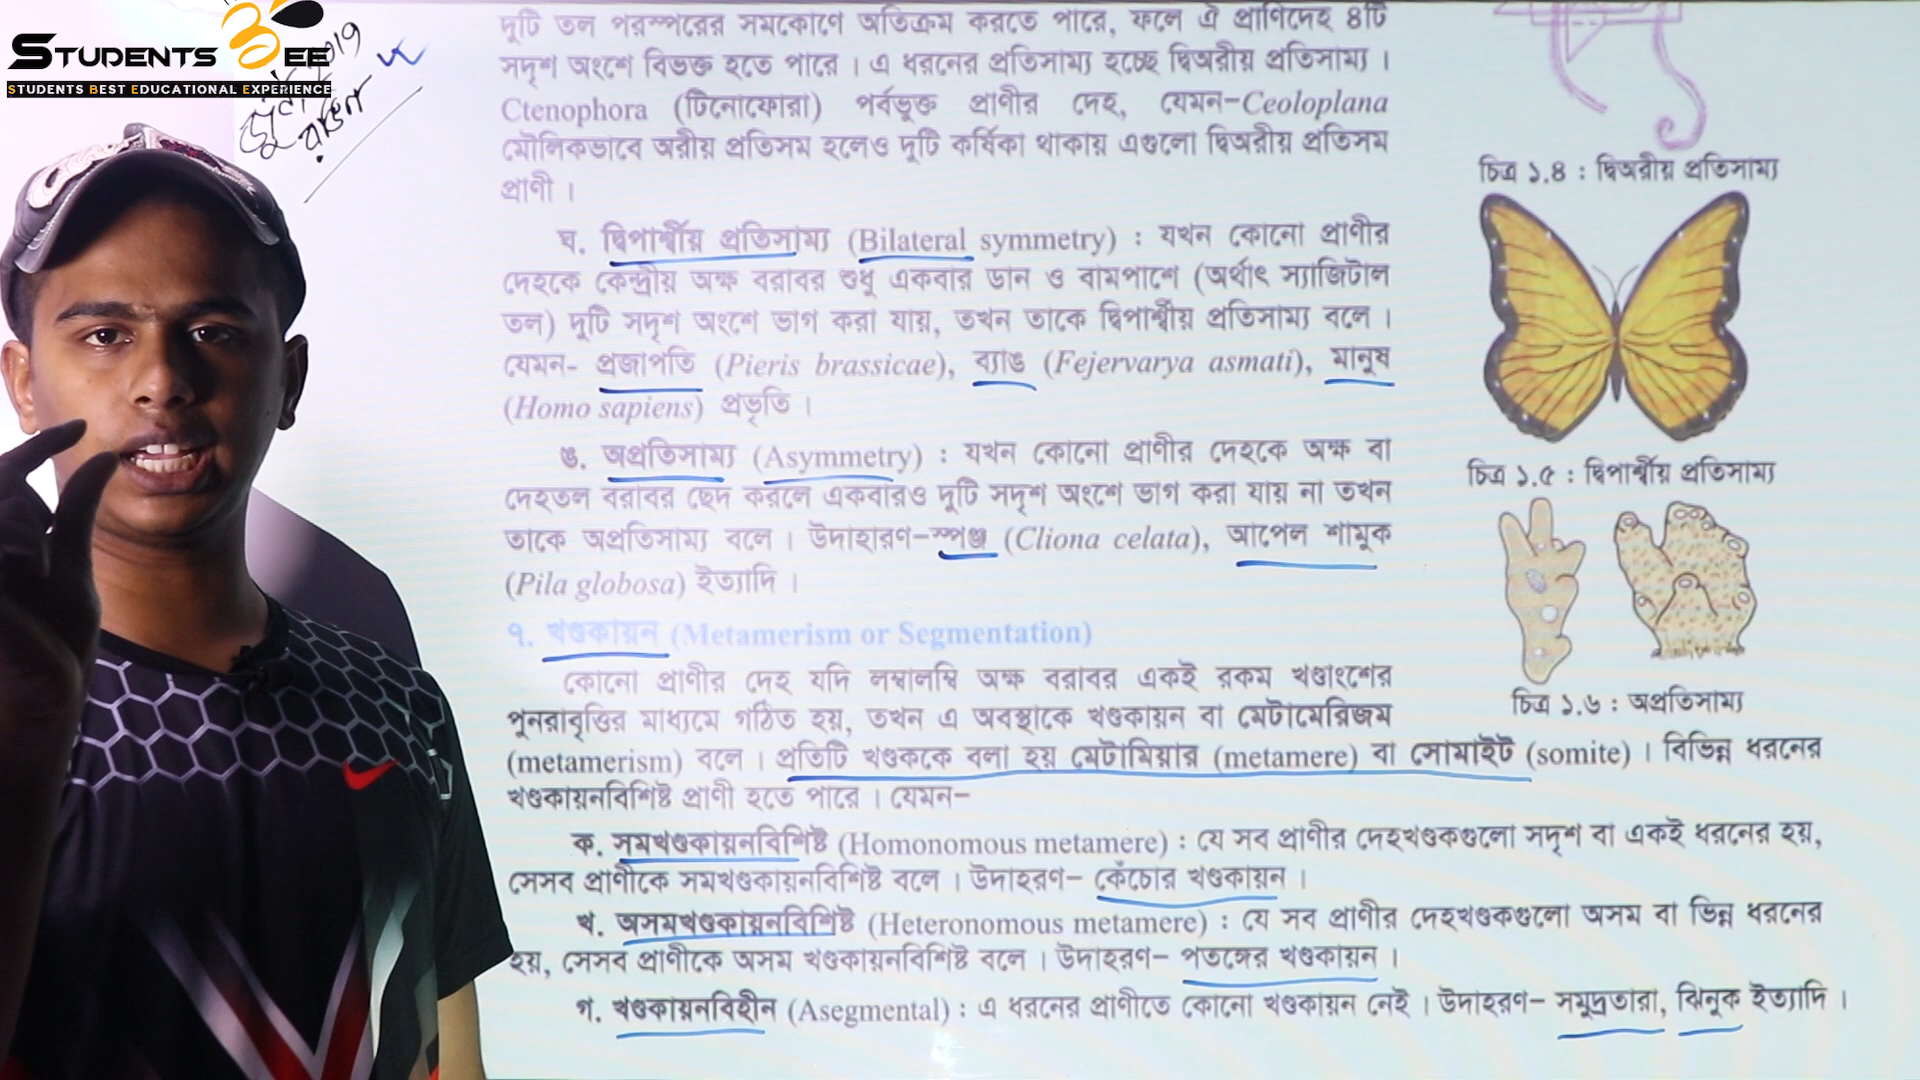 STUDENTS BEE
STUDENTS BEST EDUCATIONAL EXPERIENCE
দুটি তল পরস্পরের সমকোণে অতিক্রম করতে পারে, ফলে ঐ প্রাণিদেহ ৪টি
সদৃশ অংশে বিভক্ত হতে পারে। এ ধরনের প্রতিসাম্য হচ্ছে দ্বিঅরীয় প্রতিসাম্য।
Ctenophora (টিনোফোরা) পর্বভুক্ত প্রাণীর দেহ, যেমন-Ceoloplana
মৌলিকভাবে অরীয় প্রতিসম হলেও দুটি কর্ষিকা থাকায় এগুলো দ্বিঅরীয় প্রতিসম
প্রাণী।
চিত্র ১.৪ : দ্বিঅরীয় প্রতিসাম্য
ঘ. দ্বিপার্শ্বীয় প্রতিসাম্য (Bilateral symmetry) : যখন কোনো প্রাণীর
দেহকে কেন্দ্রীয় অক্ষ বরাবর শুধু একবার ডান ও বামপাশে (অর্থাৎ স্যাজিটাল
তল) দুটি সদৃশ অংশে ভাগ করা যায়, তখন তাকে দ্বিপার্শ্বীয় প্রতিসাম্য বলে।
যেমন- প্রজাপতি (Pieris brassicae), ব্যাঙ (Fejervarya asmati), মানুষ
(Homo sapiens) প্রভৃতি।
চিত্র ১.৫ : দ্বিপার্শ্বীয় প্রতিসাম্য
ঙ. অপ্রতিসাম্য (Asymmetry) : যখন কোনো প্রাণীর দেহকে অক্ষ বা
দেহতল বরাবর ছেদ করলে একবারও দুটি সদৃশ অংশে ভাগ করা যায় না তখন
তাকে অপ্রতিসাম্য বলে। উদাহারণ-স্পঞ্জ (Cliona celata), আপেল শামুক
(Pila globosa) ইত্যাদি।
চিত্র ১.৬ : অপ্রতিসাম্য
৭. খণ্ডকায়ন (Metamerism or Segmentation)
কোনো প্রাণীর দেহ যদি লম্বালম্বি অক্ষ বরাবর একই রকম খণ্ডাংশের
পুনরাবৃত্তির মাধ্যমে গঠিত হয়, তখন এ অবস্থাকে খণ্ডকায়ন বা মেটামেরিজম
(metamerism) বলে। প্রতিটি খণ্ডককে বলা হয় মেটামিয়ার (metamere) বা সোমাইট (somite)। বিভিন্ন ধরনের
খণ্ডকায়নবিশিষ্ট প্রাণী হতে পারে। যেমন–
ক. সমখণ্ডকায়নবিশিষ্ট (Homonomous metamere) : যে সব প্রাণীর দেহখণ্ডকগুলো সদৃশ বা একই ধরনের হয়,
সেসব প্রাণীকে সমখণ্ডকায়নবিশিষ্ট বলে। উদাহরণ– কেঁচোর খণ্ডকায়ন।
খ. অসমখণ্ডকায়নবিশিষ্ট (Heteronomous metamere) : যে সব প্রাণীর দেহখণ্ডকগুলো অসম বা ভিন্ন ধরনের
হয়, সেসব প্রাণীকে অসম খণ্ডকায়নবিশিষ্ট বলে। উদাহরণ– পতঙ্গের খণ্ডকায়ন।
গ. খণ্ডকায়নবিহীন (Asegmental) : এ ধরনের প্রাণীতে কোনো খণ্ডকায়ন নেই। উদাহরণ– সমুদ্রতারা, ঝিনুক ইত্যাদি।